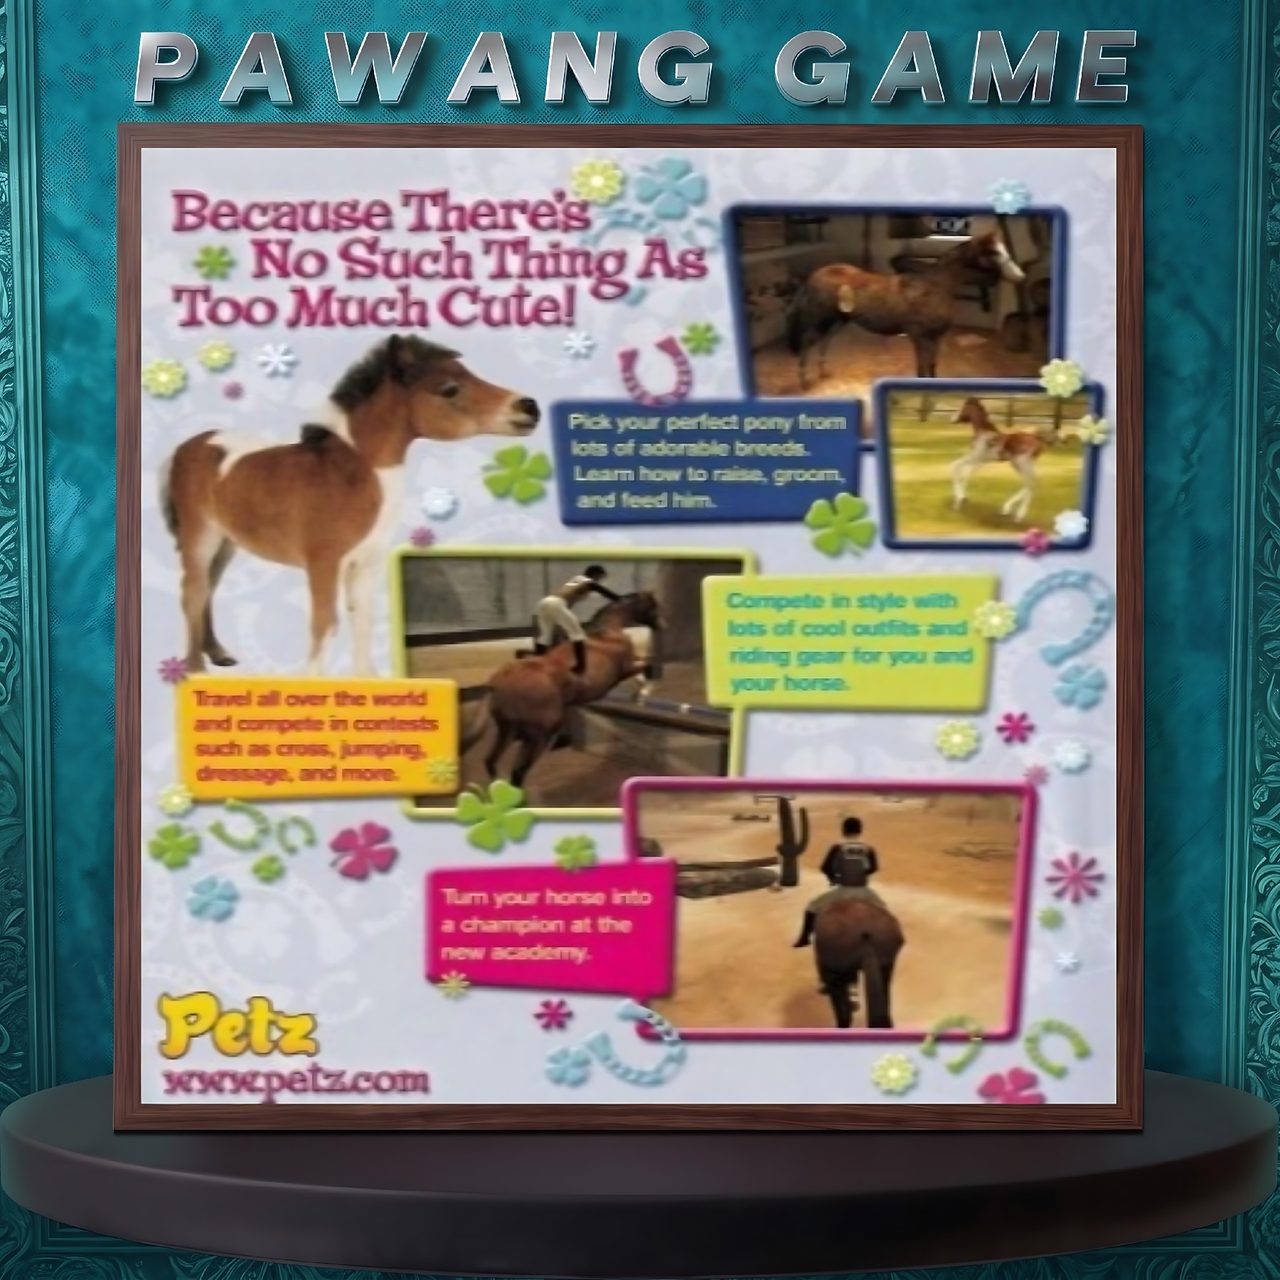 PAWANG GAME
Because There's
No Such Thing As
Too Much Cute!
Pick your perfect pony from
lots of adorable breeds.
Learn how to raise, groom,
and feed him.
Compete in style with
lots of cool outfits and
riding gear for you and
your horse.
Travel all over the world
and compete in contests
such as cross, jumping,
dressage, and more.
Turn your horse into
a champion at the
new academy.
Petz
www.petz.com